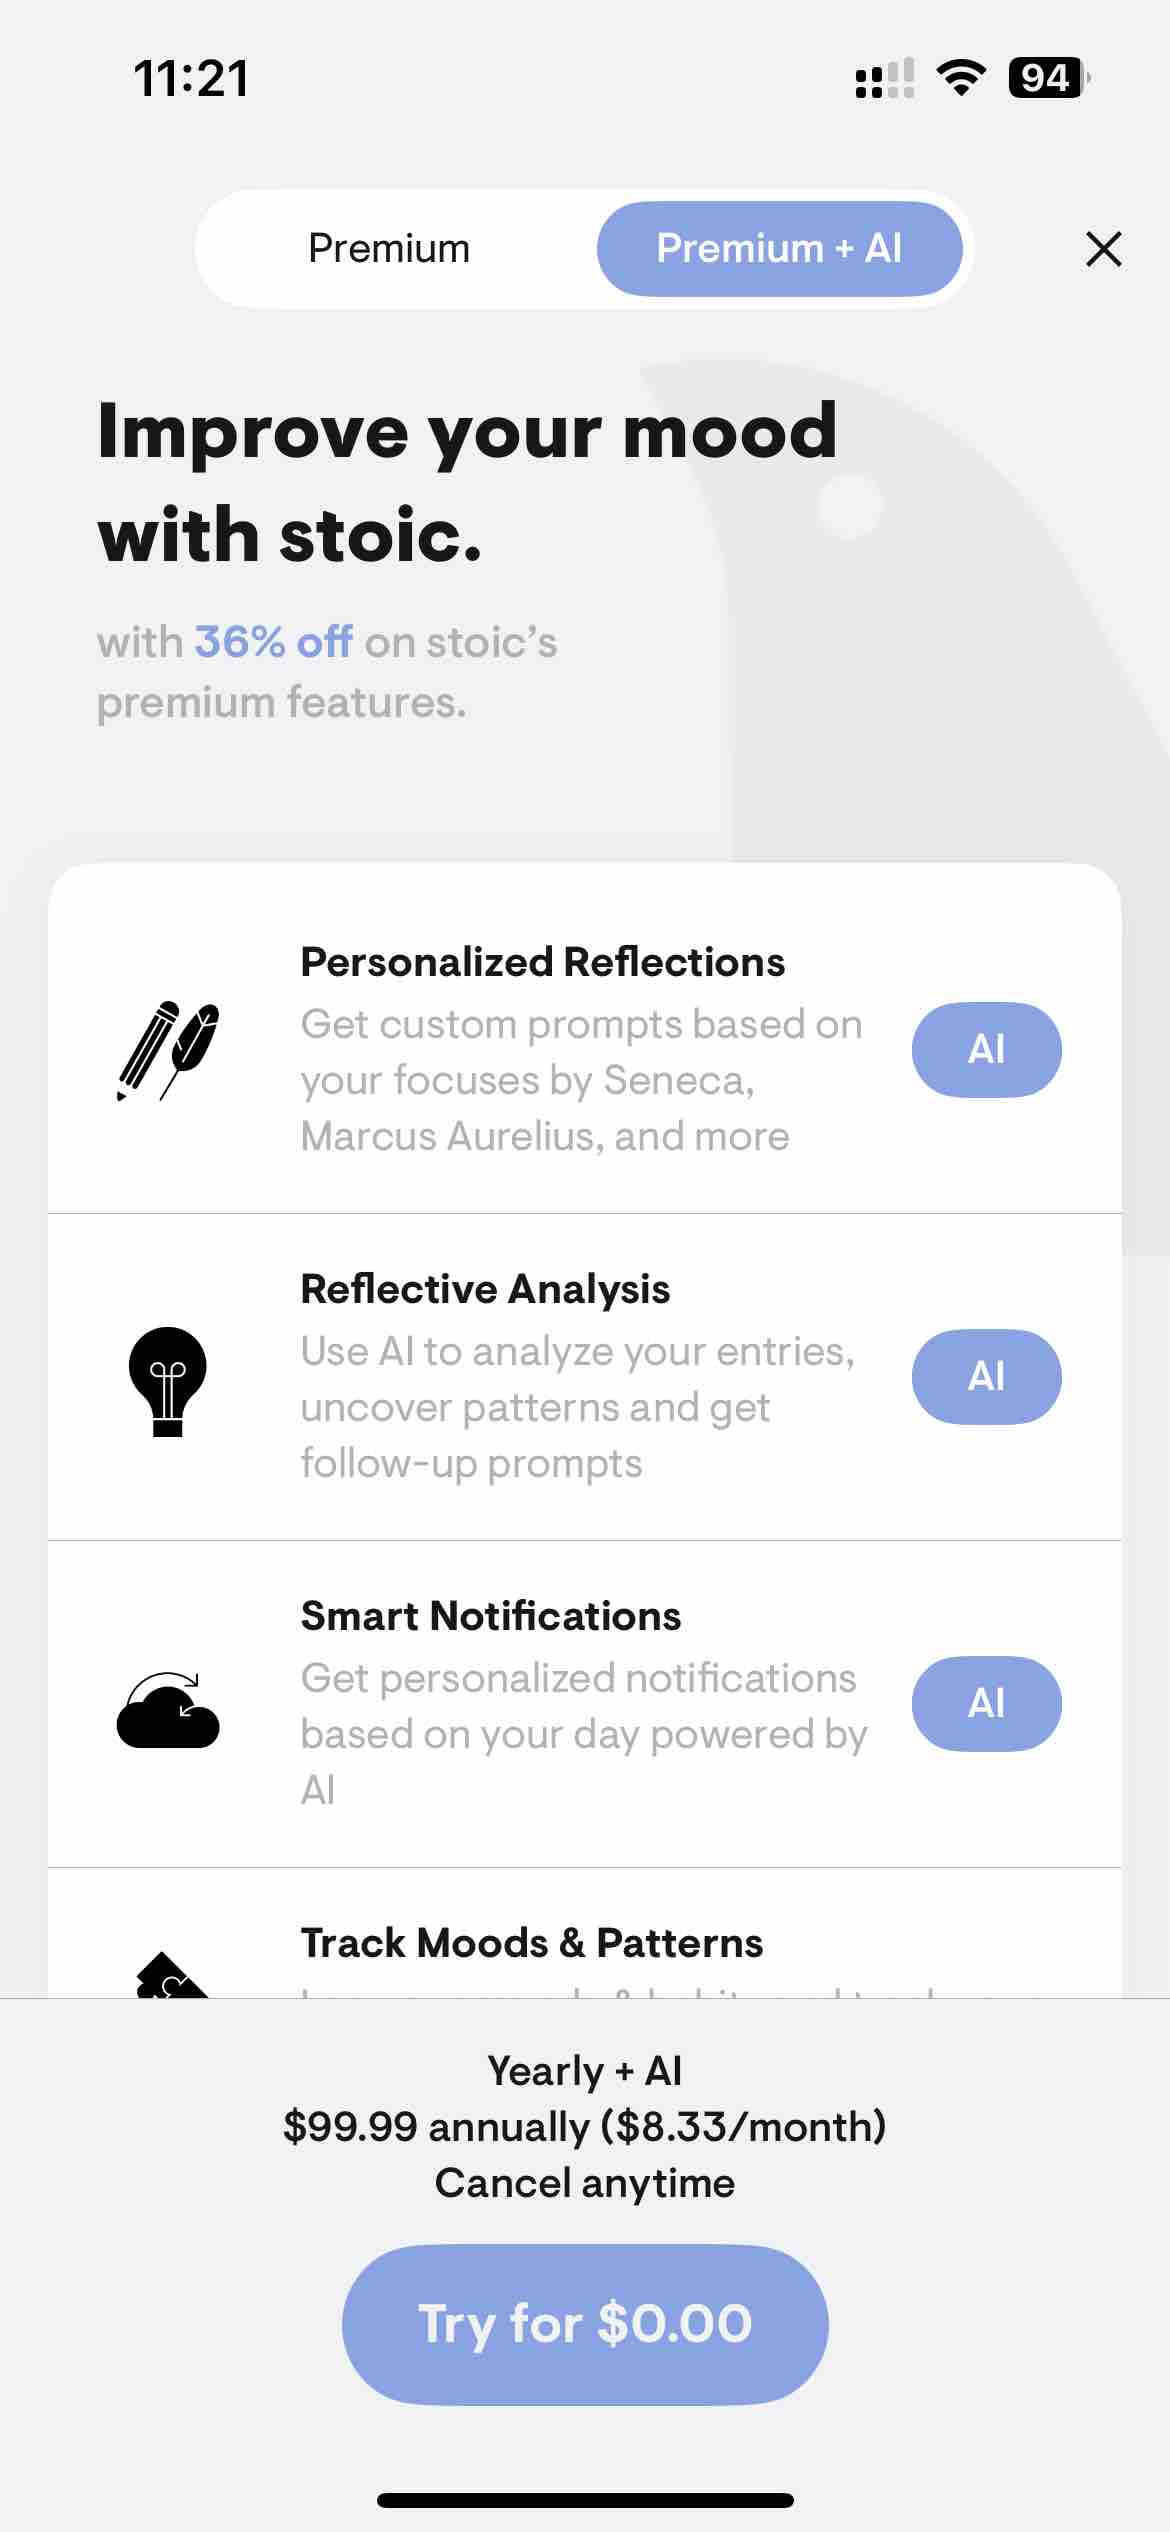 11:21
94
Premium
Premium + AI
Improve your mood
with stoic.
with 36% off on stoic’s
premium features.
Personalized Reflections
Get custom prompts based on
your focuses by Seneca,
Marcus Aurelius, and more
AI
Reflective Analysis
Use AI to analyze your entries,
uncover patterns and get
follow-up prompts
AI
Smart Notifications
Get personalized notifications
based on your day powered by
AI
AI
Track Moods & Patterns
Yearly + AI
$99.99 annually ($8.33/month)
Cancel anytime
Try for $0.00